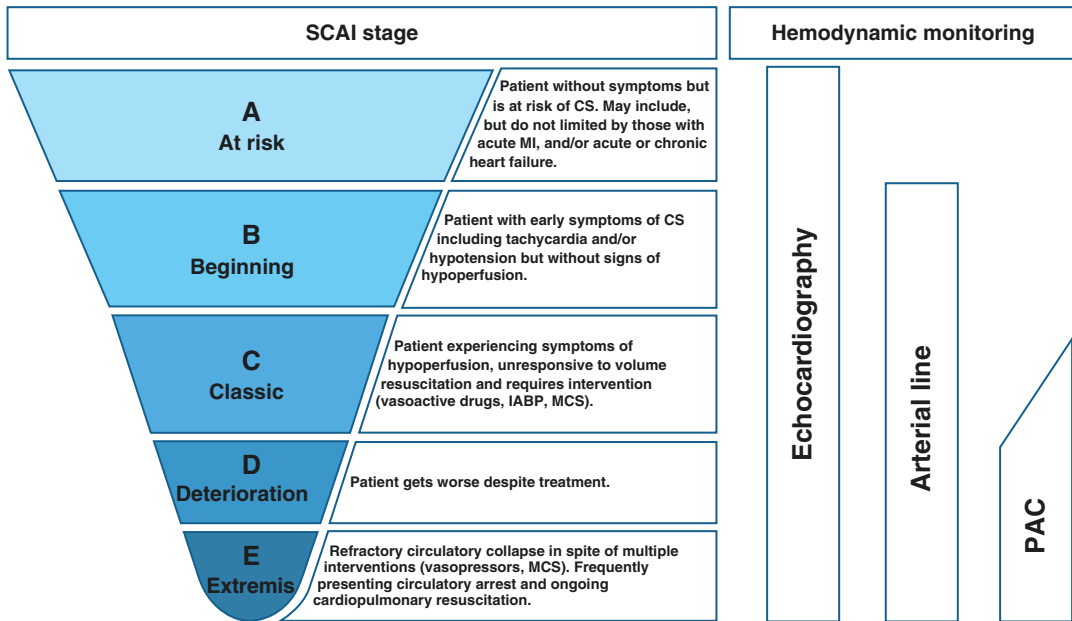 SCAI stage
Hemodynamic monitoring
A
At risk
Patient without symptoms but
is at risk of CS. May include,
but do not limited by those with
acute MI, and/or acute or chronic
heart failure.
B
Beginning
Patient with early symptoms of CS
including tachycardia and/or
hypotension but without signs of
hypoperfusion.
C
Classic
Patient experiencing symptoms of
hypoperfusion, unresponsive to volume
resuscitation and requires intervention
(vasoactive drugs, IABP, MCS).
D
Deterioration
Patient gets worse despite treatment.
E
Extremis
Refractory circulatory collapse in spite of multiple
interventions (vasopressors, MCS). Frequently
presenting circulatory arrest and ongoing
cardiopulmonary resuscitation.
Echocardiography
Arterial line
PAC